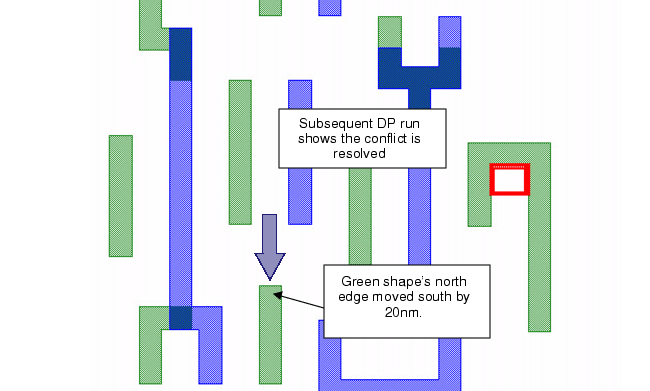 Subsequent DP run
shows the conflict is
resolved
Green shape's north
edge moved south by
20nm.